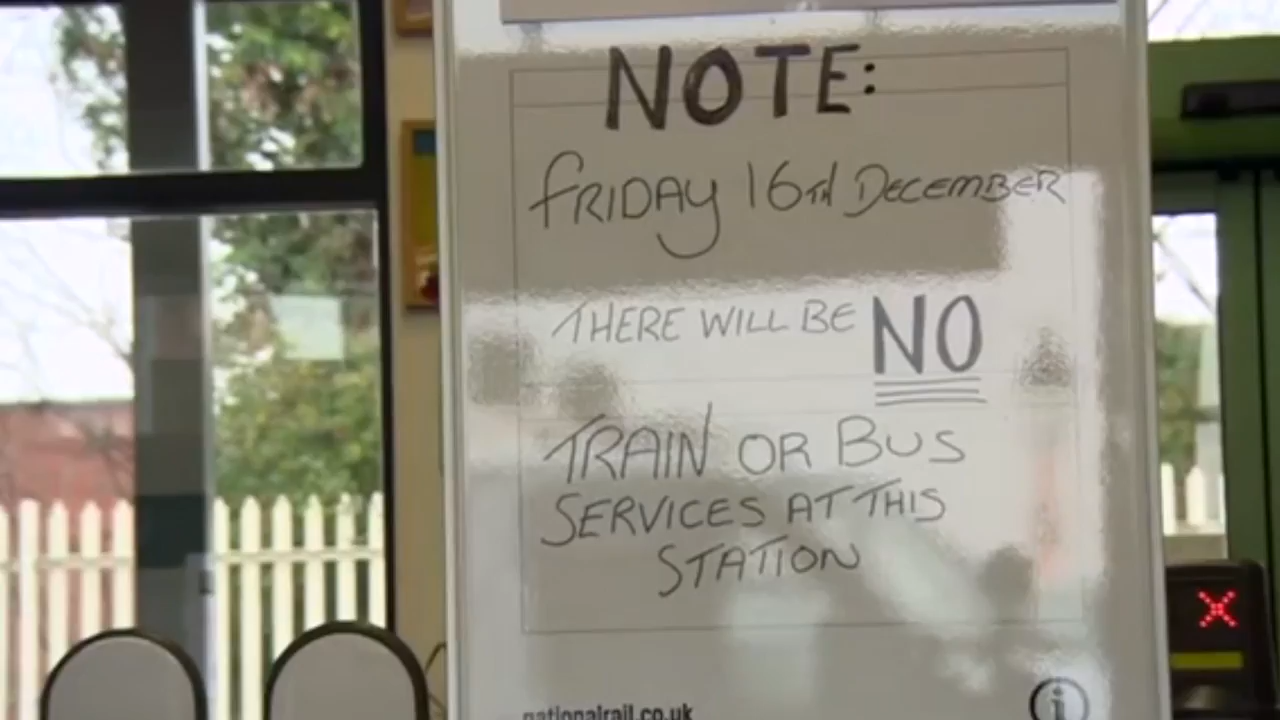 NOTE:
FRIDAY 16TH DECEMBER
THERE WILL BE NO
TRAIN OR BUS
SERVICES AT THIS
STATION
nationalrail.co.uk
i